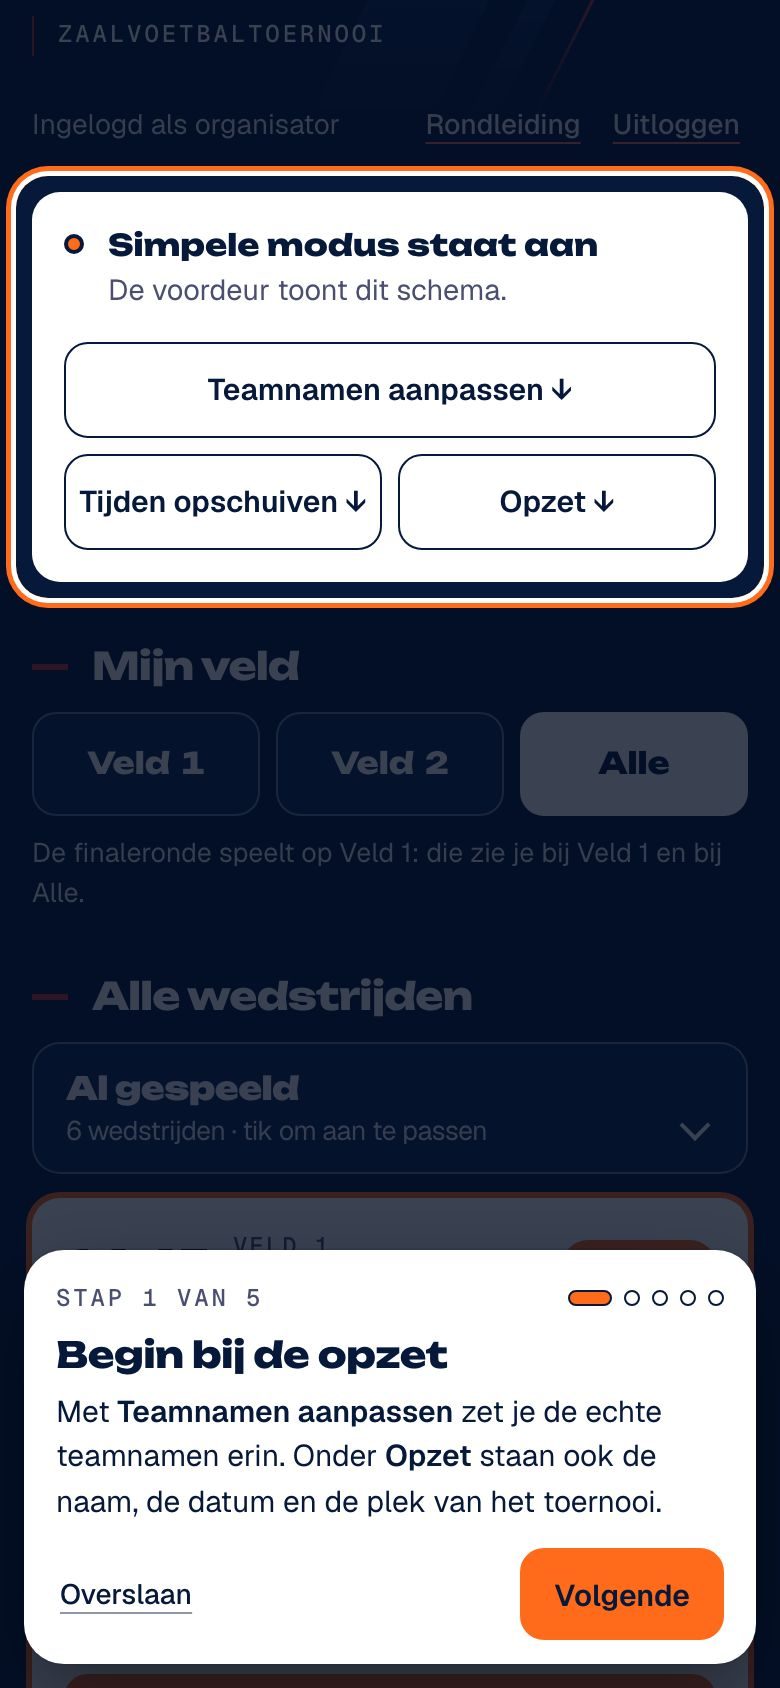 ZAALVOETBALTOERNOOI
Ingelogd als organisator Rondleiding Uitloggen
Simpele modus staat aan
De voordeur toont dit schema.
Teamnamen aanpassen ↓
Tijden opschuiven ↓ Opzet ↓
Mijn veld
Veld 1 Veld 2 Alle
De finaleronde speelt op Veld 1: die zie je bij Veld 1 en bij
Alle.
Alle wedstrijden
Al gespeeld
6 wedstrijden · tik om aan te passen
VELD 1
STAP 1 VAN 5
Begin bij de opzet
Met Teamnamen aanpassen zet je de echte
teamnamen erin. Onder Opzet staan ook de
naam, de datum en de plek van het toernooi.
Overslaan Volgende